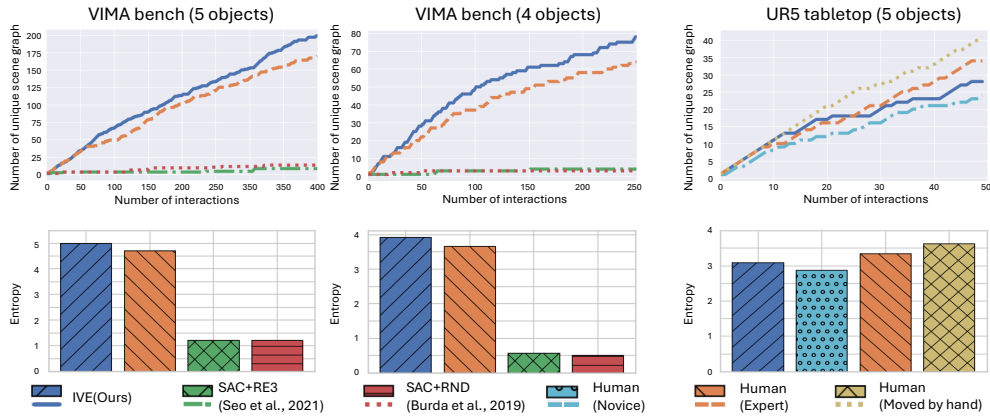 VIMA bench (5 objects)
VIMA bench (4 objects)
UR5 tabletop (5 objects)
Number of unique scene graph
200
175
150
125
100
75
50
25
0
0
50
100
150
200
250
300
350
400
Number of interactions
Number of unique scene graph
80
70
60
50
40
30
20
10
0
0
50
100
150
200
250
Number of interactions
Number of unique scene graph
40
35
30
25
20
15
10
5
0
0
10
20
30
40
50
Number of interactions
Entropy
5
4
3
2
1
0
Entropy
4
3
2
1
0
Entropy
4
3
2
1
0
IVE(Ours)
SAC+RE3
(Seo et al., 2021)
SAC+RND
(Burda et al., 2019)
Human
(Novice)
Human
(Expert)
Human
(Moved by hand)